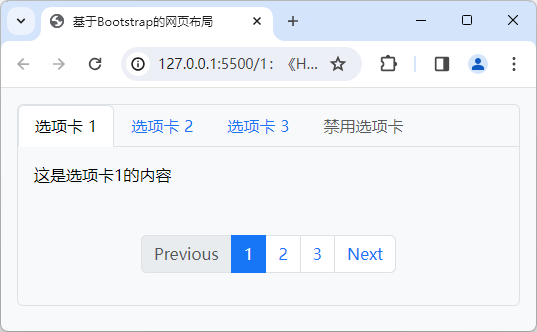 基于Bootstrap的网页布局
127.0.0.1:5500/1：《H...
选项卡 1 选项卡 2 选项卡 3 禁用选项卡
这是选项卡1的内容
Previous 1 2 3 Next